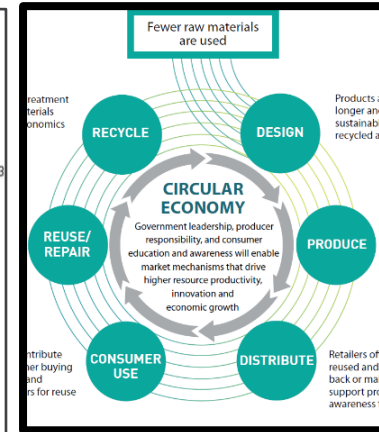 Fewer raw materials
are used
reatment
terials
onomics
RECYCLE
DESIGN
Products a
longer and
sustainabi
recycled a
CIRCULAR
ECONOMY
Government leadership, producer
responsibility, and consumer
education and awareness will enable
market mechanisms that drive
higher resource productivity,
innovation and
economic growth
REUSE/
REPAIR
PRODUCE
ntribute
ner buying
and
rs for reuse
CONSUMER
USE
DISTRIBUTE
Retailers of
reused and
back or mai
support pro
awareness